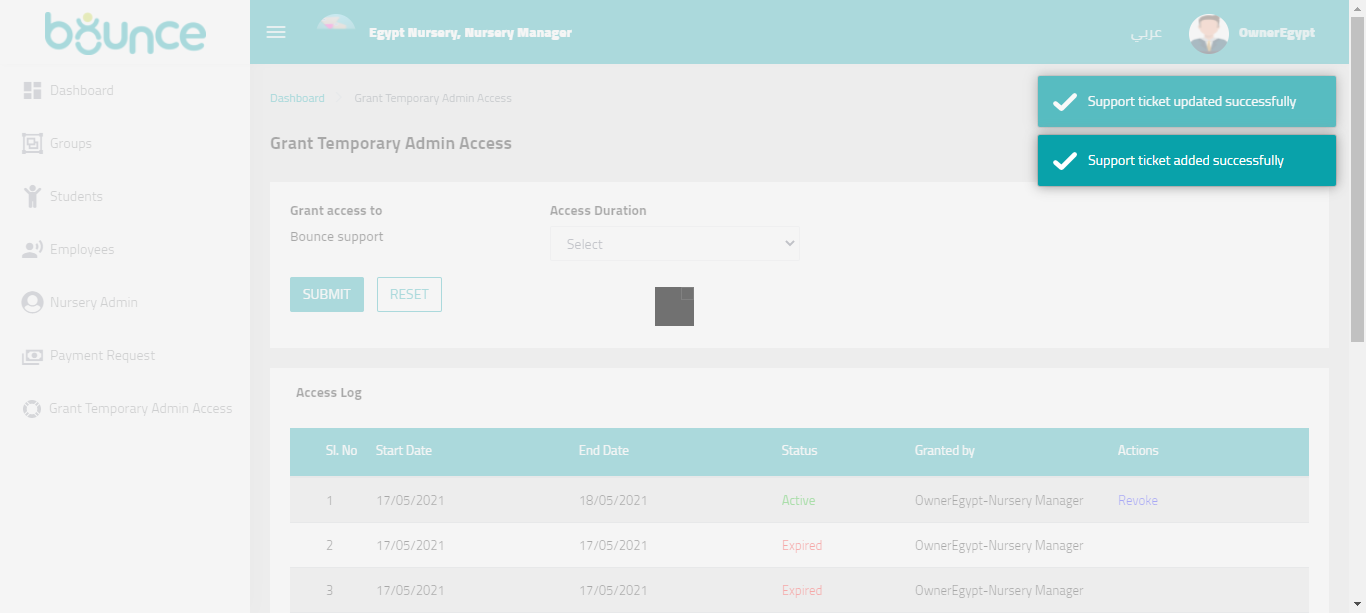 bounce
Egypt Nursery, Nursery Manager
عربي
OwnerEgypt
Dashboard
Groups
Students
Employees
Nursery Admin
Payment Request
Grant Temporary Admin Access
Dashboard
Grant Temporary Admin Access
Support ticket updated successfully
Support ticket added successfully
Grant Temporary Admin Access
Grant access to
Access Duration
Bounce support
Select
SUBMIT
RESET
Access Log
Sl. No Start Date End Date Status Granted by Actions
1 17/05/2021 18/05/2021 Active OwnerEgypt-Nursery Manager Revoke
2 17/05/2021 17/05/2021 Expired OwnerEgypt-Nursery Manager
3 17/05/2021 17/05/2021 Expired OwnerEgypt-Nursery Manager